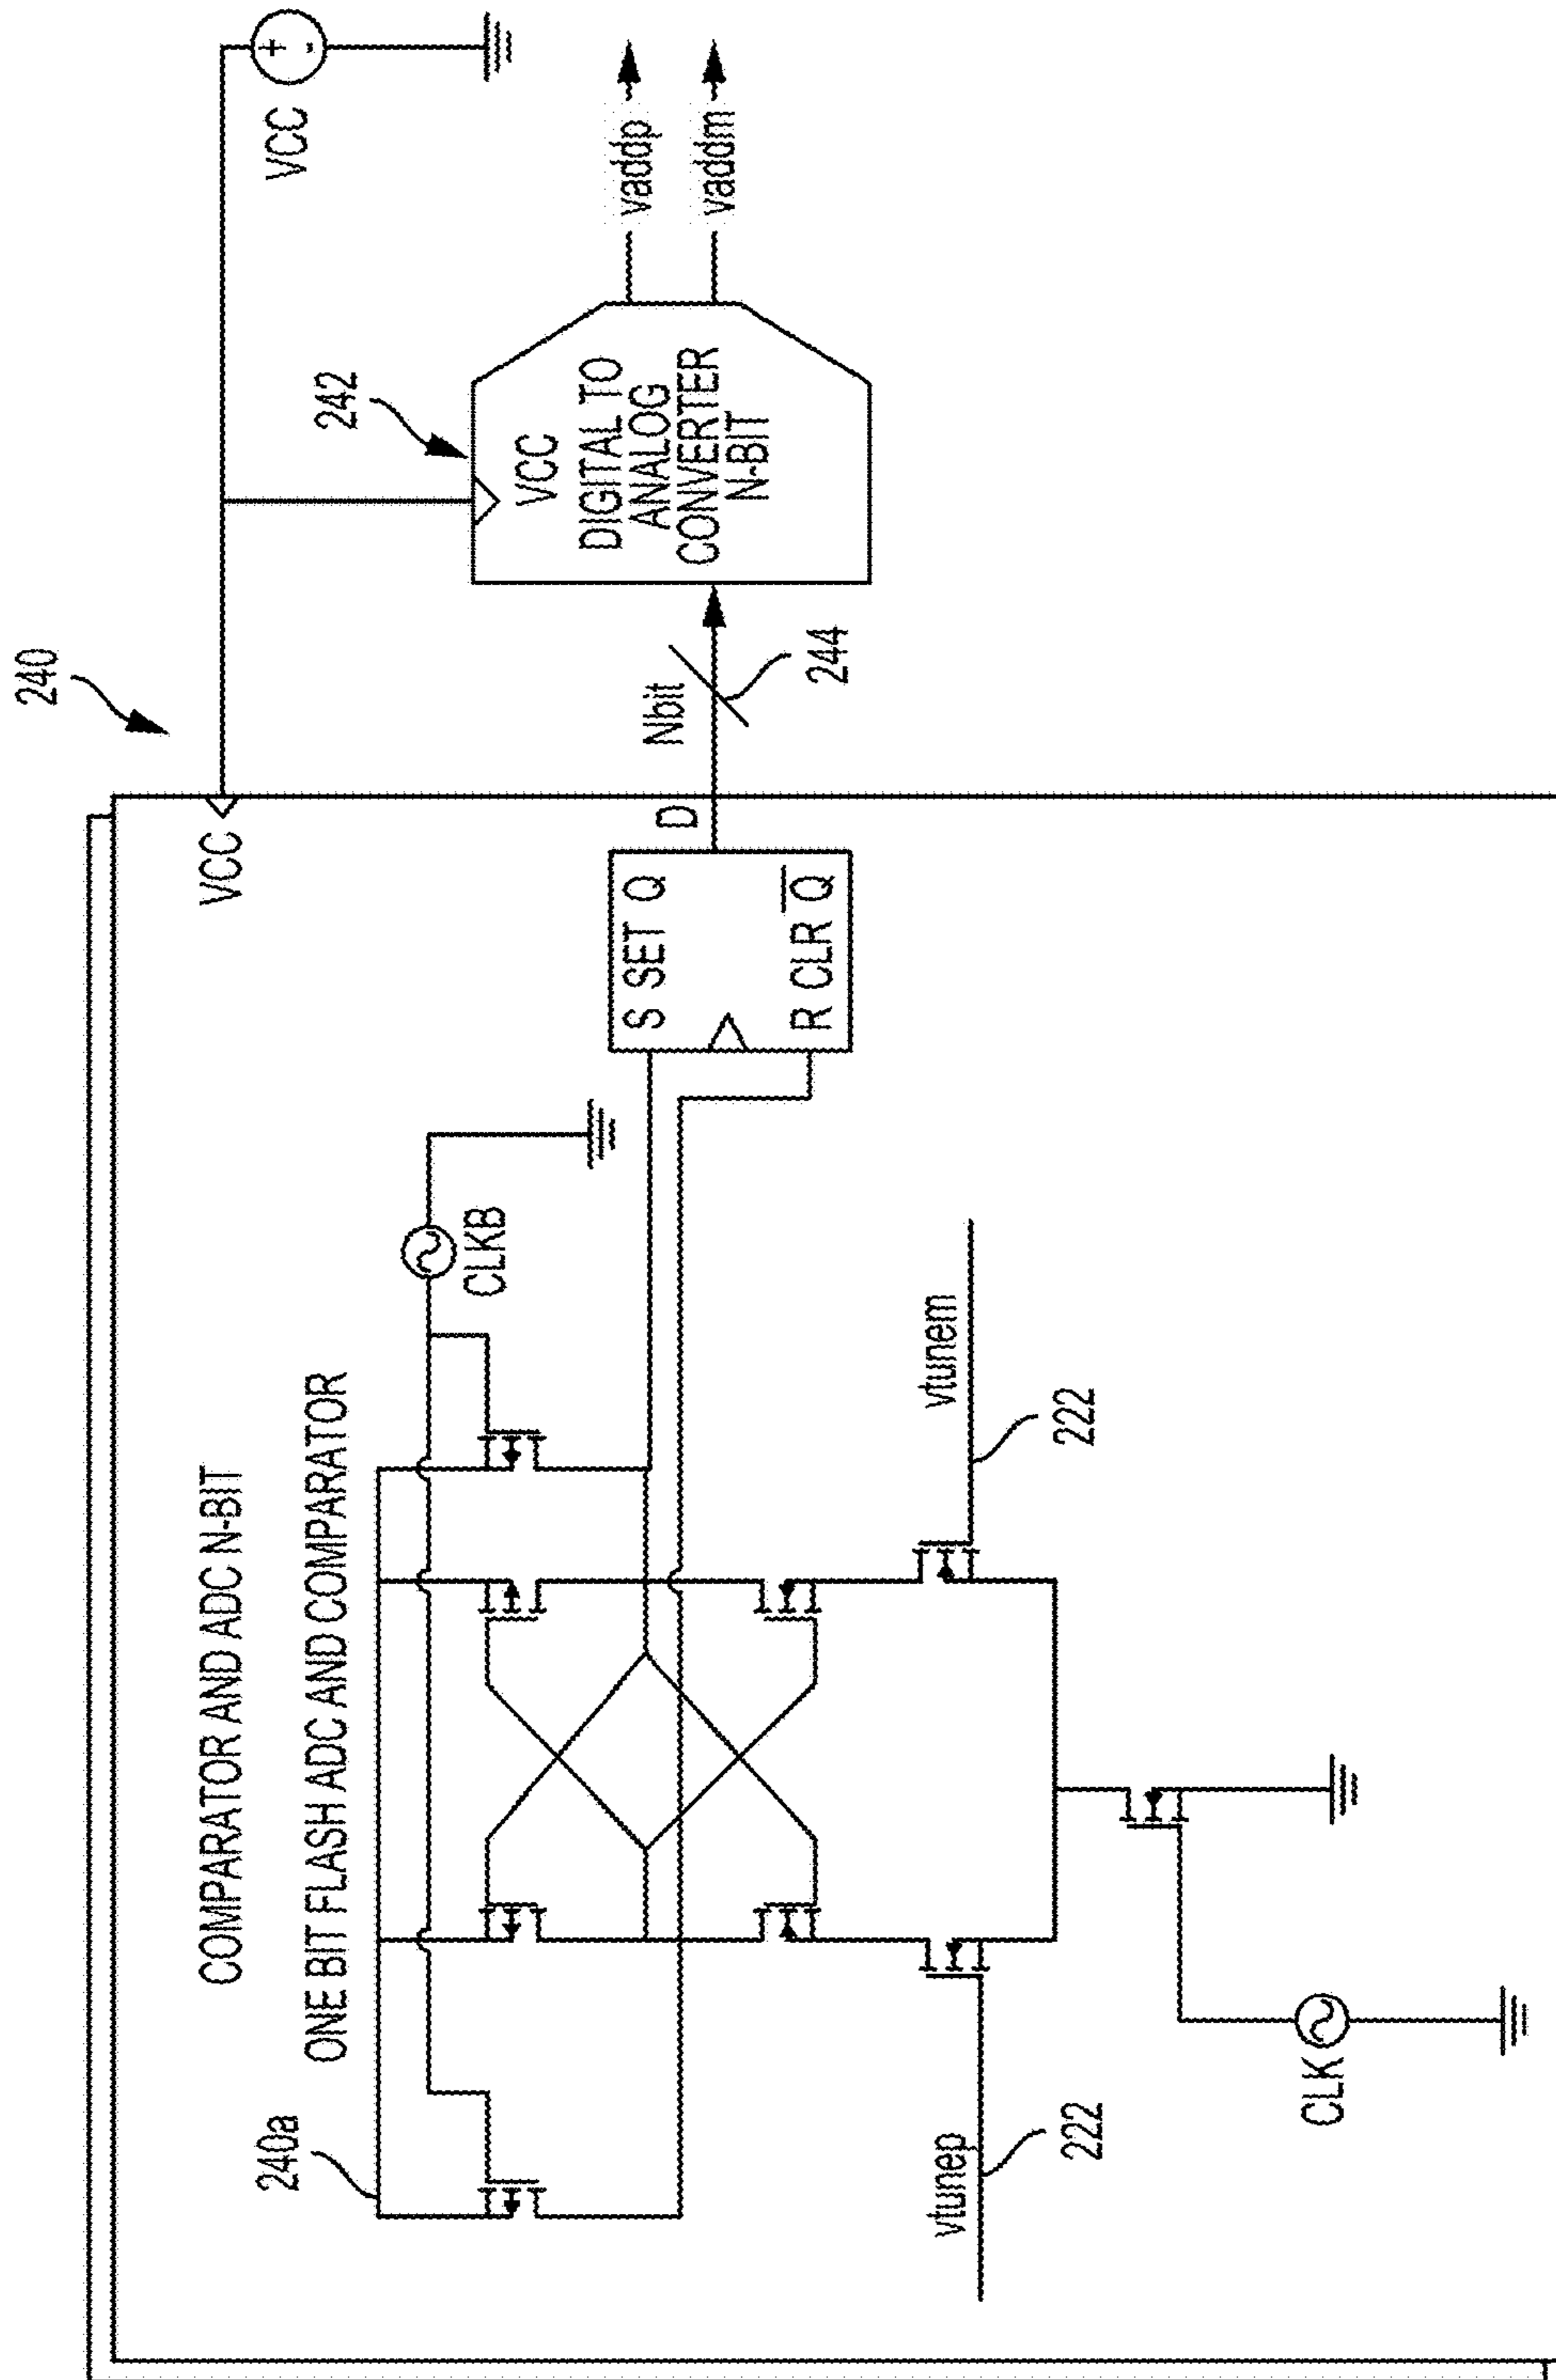 240
VCC
VCC
242
VCC
DIGITAL TO
ANALOG
CONVERTER
N-BIT
vaddp
vaddm
Nbit
244
D
COMPARATOR AND ADC N-BIT
ONE BIT FLASH ADC AND COMPARATOR
240a
CLKB
S SET Q
R CLR Q̅
vtunep
222
vtunem
222
CLK